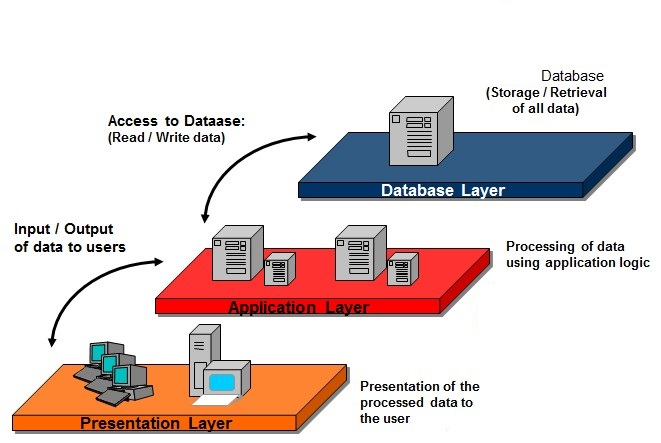 Database
(Storage / Retrieval
of all data)
Access to Dataase:
(Read / Write data)
Database Layer
Input / Output
of data to users
Processing of data
using application logic
Application Layer
Presentation of the
processed data to
the user
Presentation Layer